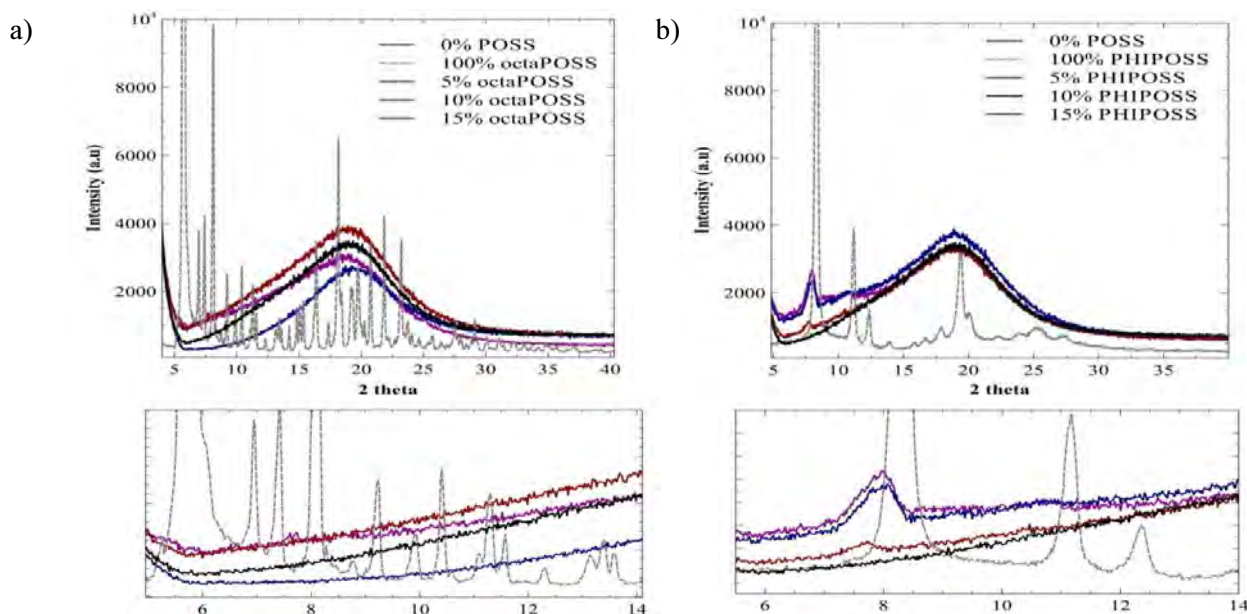 a)
10⁴
8000
6000
4000
2000
Intensity (a.u)
0% POSS
100% octaPOSS
5% octaPOSS
10% octaPOSS
15% octaPOSS
5 10 15 20 25 30 35 40
2 theta
6 8 10 12 14
b)
10⁴
8000
6000
4000
2000
Intensity (a.u)
0% POSS
100% PHIPOSS
5% PHIPOSS
10% PHIPOSS
15% PHIPOSS
5 10 15 20 25 30 35
2 theta
6 8 10 12 14